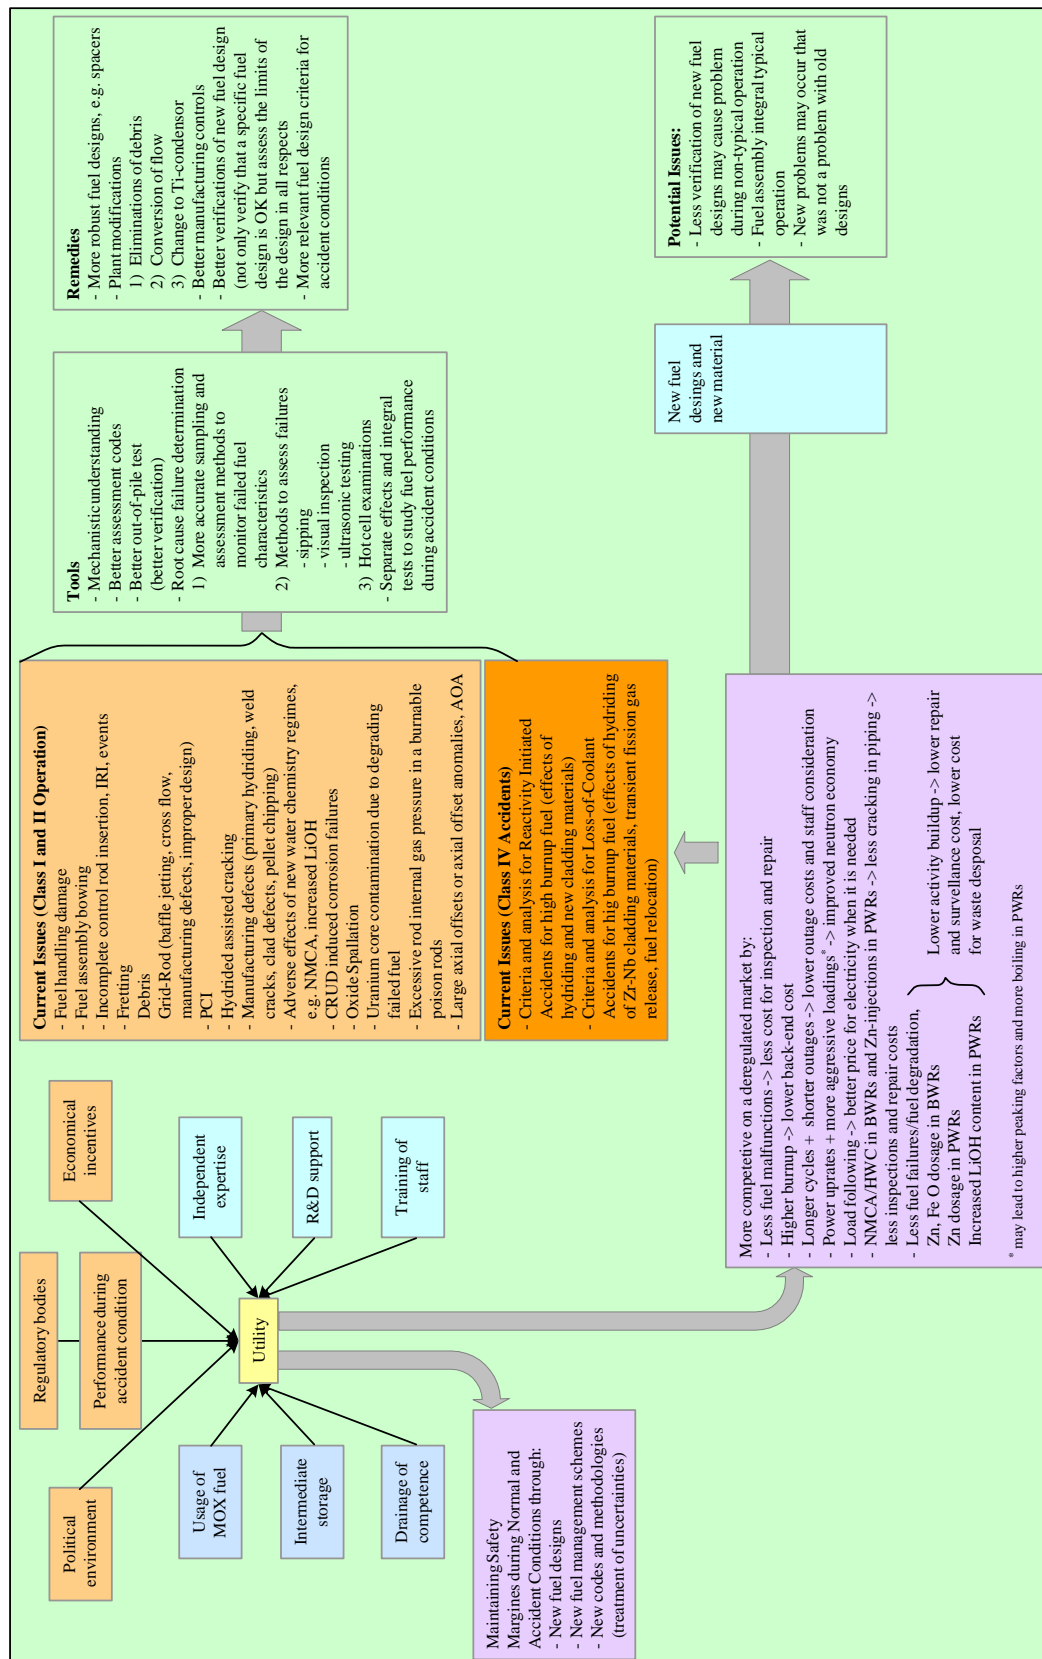 Political
environment
Regulatory bodies
Performance during
accident condition
Economical
incentives
Usage of
MOX fuel
Intermediate
storage
Drainage of
competence
Utility
Independent
expertise
R&D support
Training of
staff
Maintaining Safety
Margines during Normal and
Accident Conditions through:
- New fuel designs
- New fuel management schemes
- New codes and methodologies
(treatment of uncertainties)
Current Issues (Class I and II Operation)
- Fuel handling damage
- Fuel assembly bowing
- Incomplete control rod insertion, IRI, events
- Fretting
Debris
Grid-Rod (baffle jetting, cross flow,
manufacturing defects, improper design)
- PCI
- Hydrided assisted cracking
- Manufacturing defects (primary hydriding, weld
cracks, clad defects, pellet chipping)
- Adverse effects of new water chemistry regimes,
e.g. NMCA, increased LiOH
- CRUD induced corrosion failures
- Oxide Spallation
- Uranium core contamination due to degrading
failed fuel
- Excessive rod internal gas pressure in a burnable
poison rods
- Large axial offsets or axial offset anomalies, AOA
Current Issues (Class IV Accidents)
- Criteria and analysis for Reactivity Initiated
Accidents for high burnup fuel (effects of
hydriding and new cladding materials)
- Criteria and analysis for Loss-of-Coolant
Accidents for hig burnup fuel (effects of hydriding
of Zr-Nb cladding materials, transient fission gas
release, fuel relocation)
More competetive on a deregulated market by:
- Less fuel malfunctions -> less cost for inspection and repair
- Higher burnup -> lower back-end cost
- Longer cycles + shorter outages -> lower outage costs and staff consideration
- Power uprates + more aggressive loadings* -> improved neutron economy
- Load following -> better price for electricity when it is needed
- NMCA/HWC in BWRs and Zn-injections in PWRs -> less cracking in piping ->
less inspections and repair costs
- Less fuel failures/fuel degradation,
Zn, Fe O dosage in BWRs
Zn dosage in PWRs
Increased LiOH content in PWRs
Lower activity buildup -> lower repair
and survellance cost, lower cost
for waste desposal
* may lead to higher peaking factors and more boiling in PWRs
Tools
- Mechanistic understanding
- Better assessment codes
- Better out-of-pile test
(better verification)
- Root cause failure determination
1) More accurate sampling and
assessment methods to
monitor failed fuel
characteristics
2) Methods to assess failures
- sipping
- visual inspection
- ultrasonic testing
3) Hot cell examinations
- Separate effects and integral
tests to study fuel performance
during accident conditions
Remedies
- More robust fuel designs, e.g. spacers
- Plant modifications
1) Eliminations of debris
2) Conversion of flow
3) Change to Ti-condensor
- Better manufacturing controls
- Better verifications of new fuel design
(not only verify that a specific fuel
design is OK but assess the limits of
the design in all respects
- More relevant fuel design criteria for
accident conditions
New fuel
desings and
new material
Potential Issues:
- Less verification of new fuel
designs may cause problem
during non-typical operation
- Fuel assembly integral typical
operation
- New problems may occur that
was not a problem with old
designs